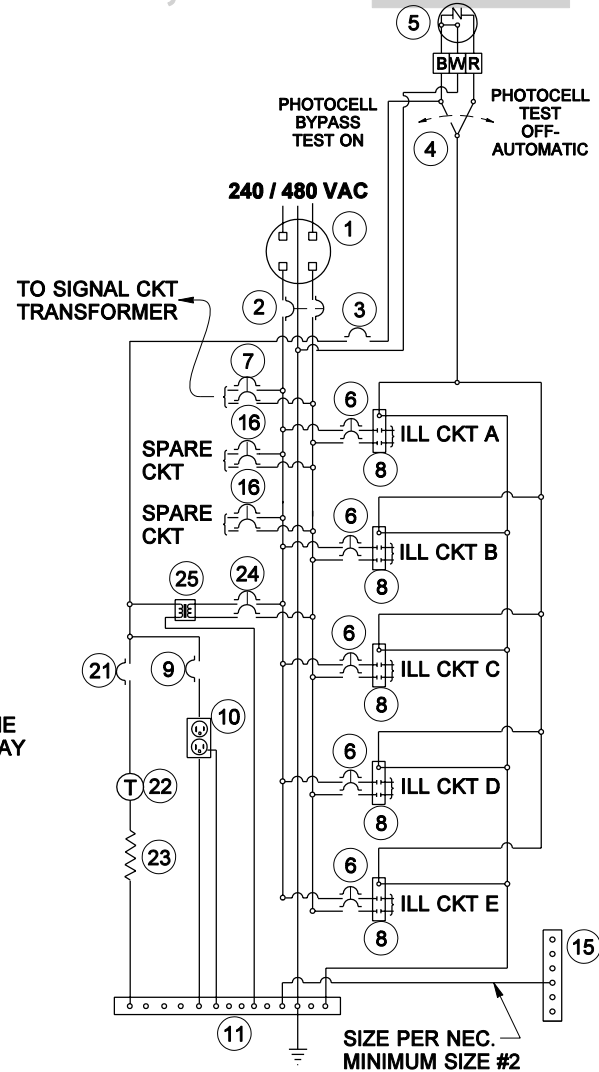 5
N
B W R
PHOTOCELL
BYPASS
TEST ON
PHOTOCELL
TEST
OFF-
AUTOMATIC
4
240 / 480 VAC
1
2
3
TO SIGNAL CKT
TRANSFORMER
7
6
ILL CKT A
8
16
SPARE
CKT
16
SPARE
CKT
6
ILL CKT B
8
25
24
6
ILL CKT C
8
21
9
10
AY
T
22
6
ILL CKT D
8
23
6
ILL CKT E
8
15
11
SIZE PER NEC.
MINIMUM SIZE #2